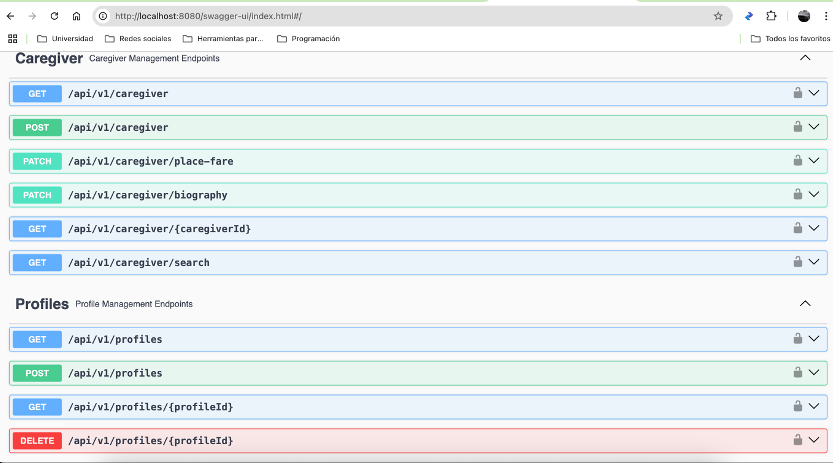 http://localhost:8080/swagger-ui/index.html#/
Universidad Redes sociales Herramientas par... Programación Todos los favoritos
Caregiver Caregiver Management Endpoints
GET /api/v1/caregiver
POST /api/v1/caregiver
PATCH /api/v1/caregiver/place-fare
PATCH /api/v1/caregiver/biography
GET /api/v1/caregiver/{caregiverId}
GET /api/v1/caregiver/search
Profiles Profile Management Endpoints
GET /api/v1/profiles
POST /api/v1/profiles
GET /api/v1/profiles/{profileId}
DELETE /api/v1/profiles/{profileId}